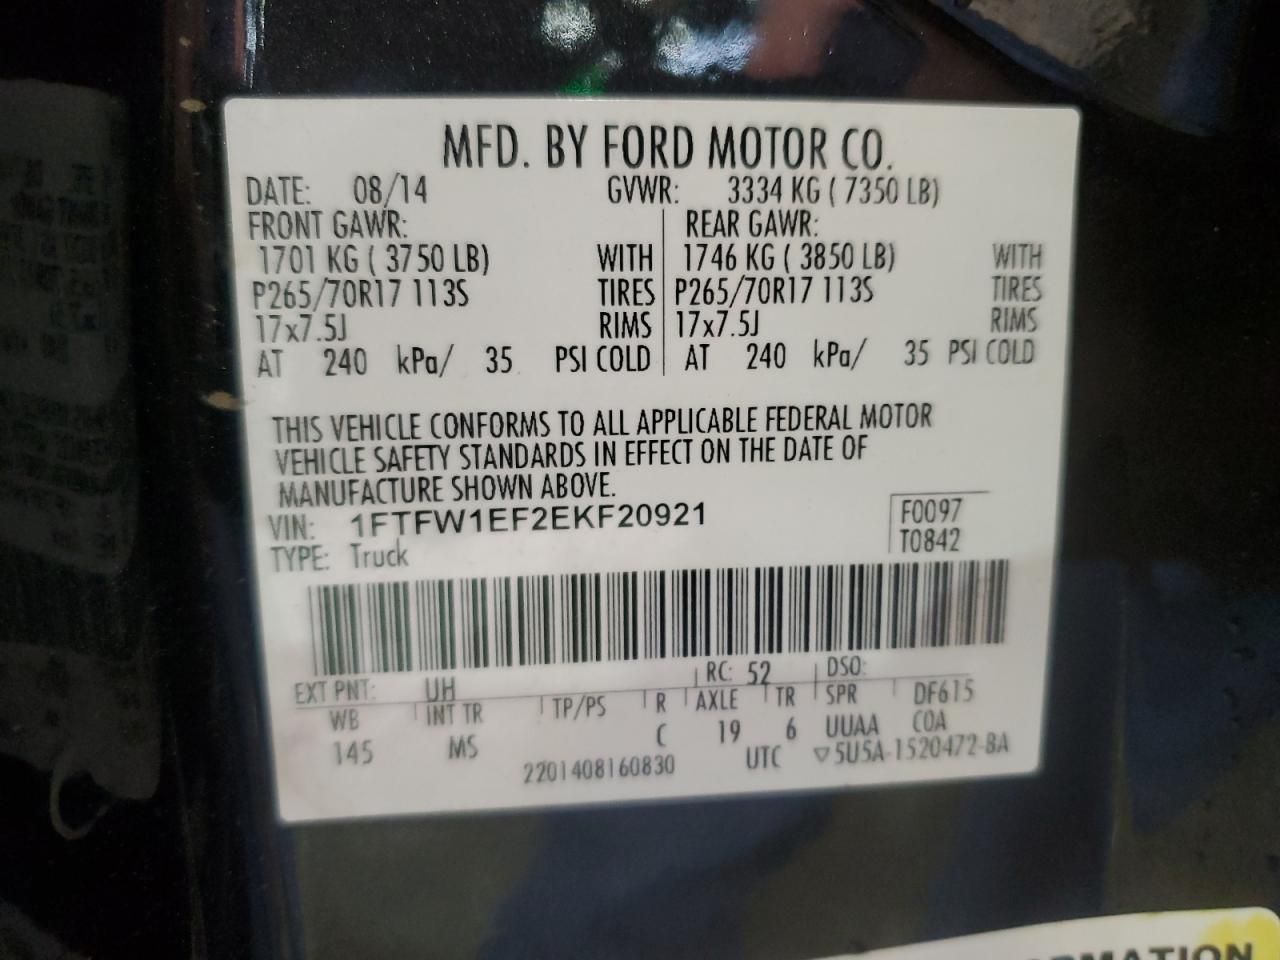 MFD. BY FORD MOTOR CO.
DATE: 08/14 GVWR: 3334 KG ( 7350 LB)
FRONT GAWR: REAR GAWR:
1701 KG ( 3750 LB) WITH 1746 KG ( 3850 LB) WITH
P265/70R17 113S TIRES P265/70R17 113S TIRES
17x7.5J RIMS 17x7.5J RIMS
AT 240 kPa/ 35 PSI COLD AT 240 kPa/ 35 PSI COLD
THIS VEHICLE CONFORMS TO ALL APPLICABLE FEDERAL MOTOR
VEHICLE SAFETY STANDARDS IN EFFECT ON THE DATE OF
MANUFACTURE SHOWN ABOVE.
VIN: 1FTFW1EF2EKF20921 F0097
TYPE: Truck T0842
EXT PNT: UH RC: 52 DSO:
WB INT TR TP/PS R AXLE TR SPR DF615
145 MS C 19 6 UUAA COA
2201408160830 UTC ▽5U5A-1520472-BA